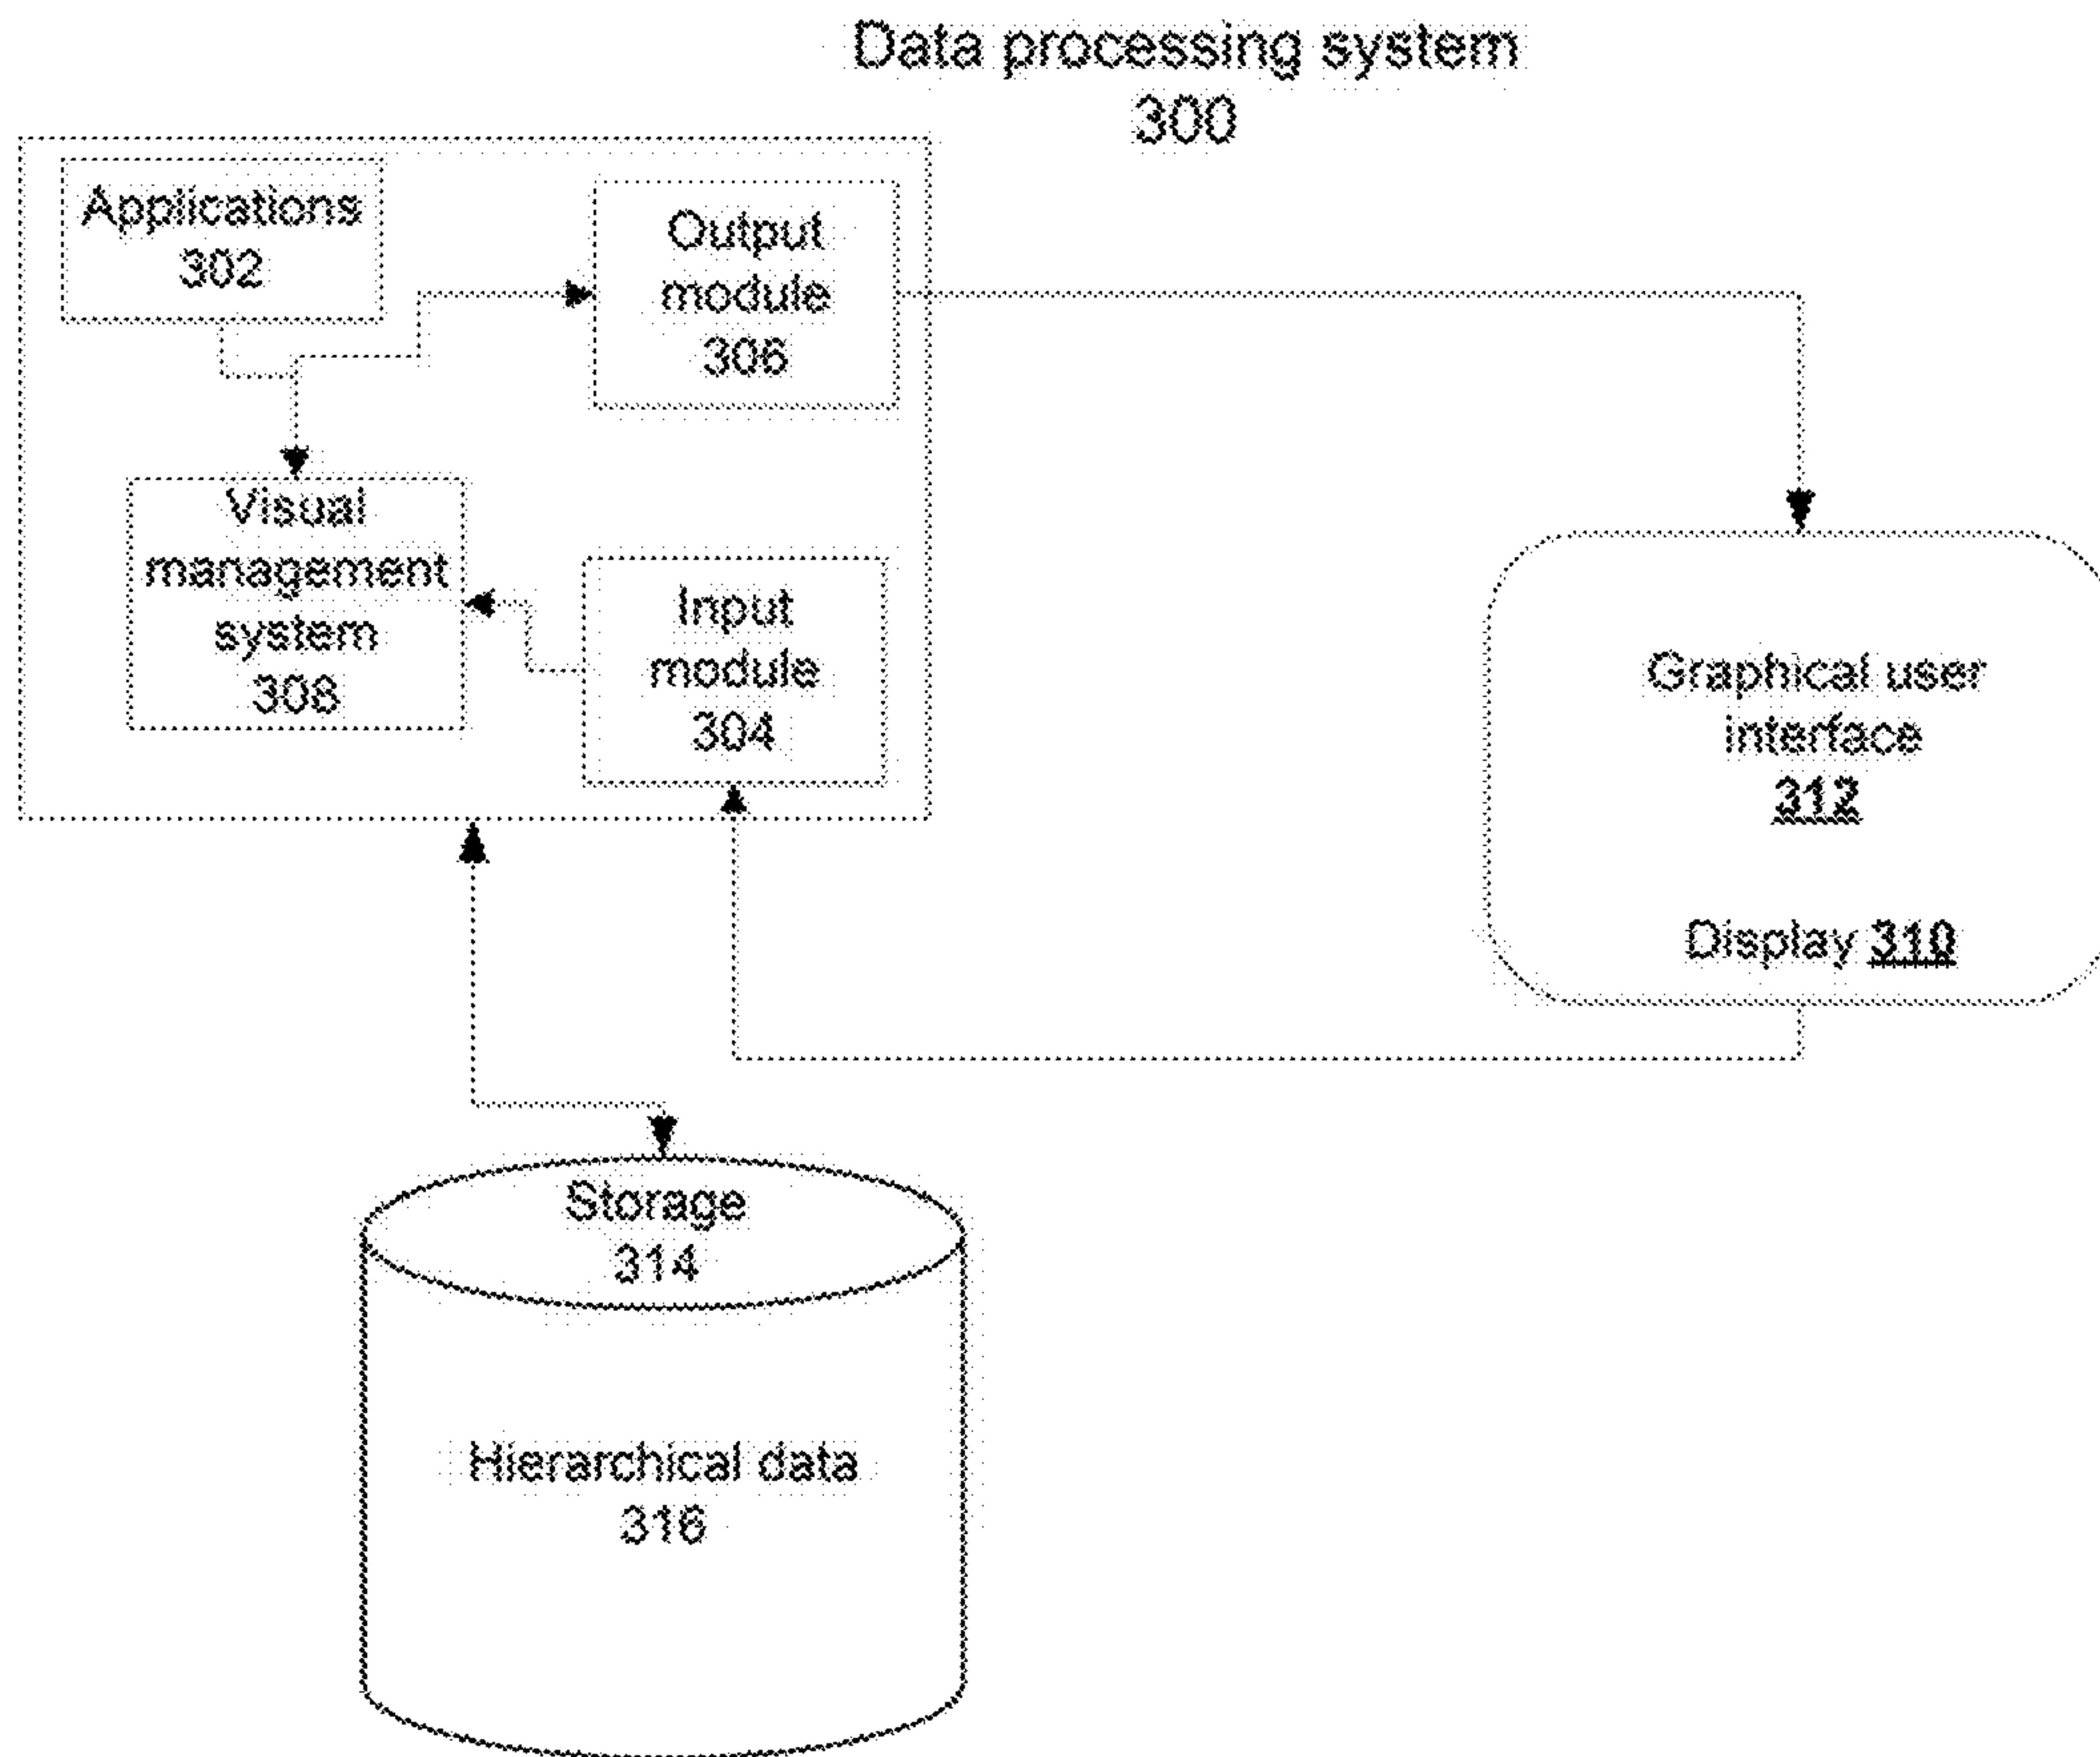 Data processing system
300
Applications
302
Output
module
306
Visual
management
system
308
Input
module
304
Graphical user
interface
312
Display 310
Storage
314
Hierarchical data
316